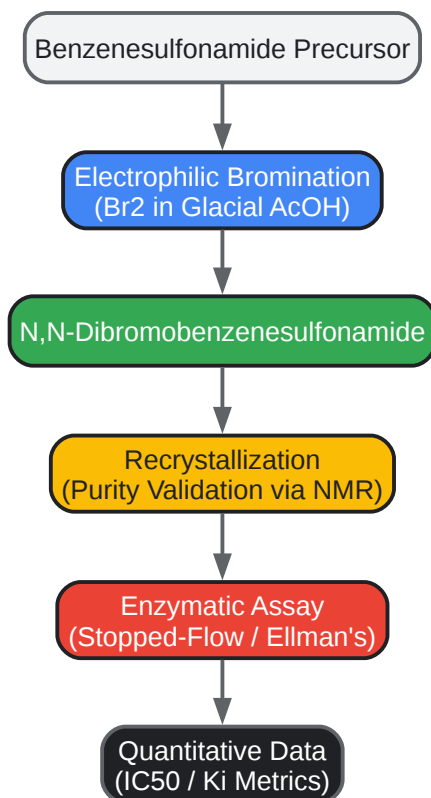 Benzenesulfonamide Precursor
Electrophilic Bromination
(Br2 in Glacial AcOH)
N,N-Dibromobenzenesulfonamide
Recrystallization
(Purity Validation via NMR)
Enzymatic Assay
(Stopped-Flow / Ellman's)
Quantitative Data
(IC50 / Ki Metrics)